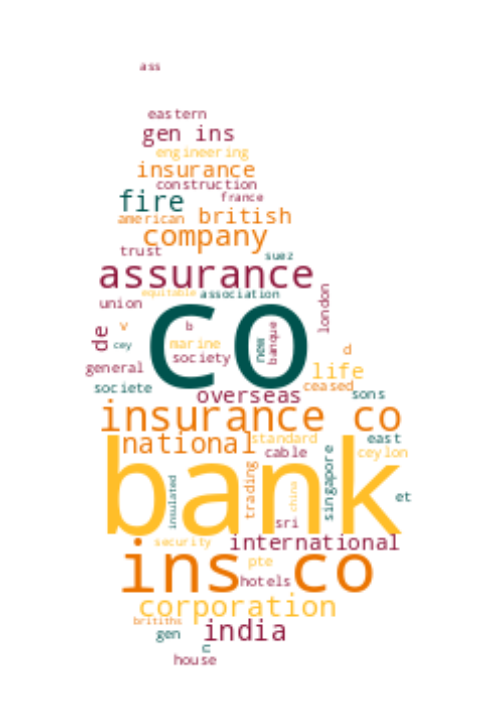 ass
eastern
gen ins
engineering
insurance
construction
fire
france
american
british
company
trust
suez
assurance
equitable
association
union
london
co
de
v
b
cey
marine
new
banque
society
general
d
life
societe
ceased
overseas
sons
insurance co
national
standard
east
cable
ceylon
bank
trading
singapore
insulated
china
et
sri
security
international
ins co
pte
hotels
corporation
britiths
gen
india
c
house